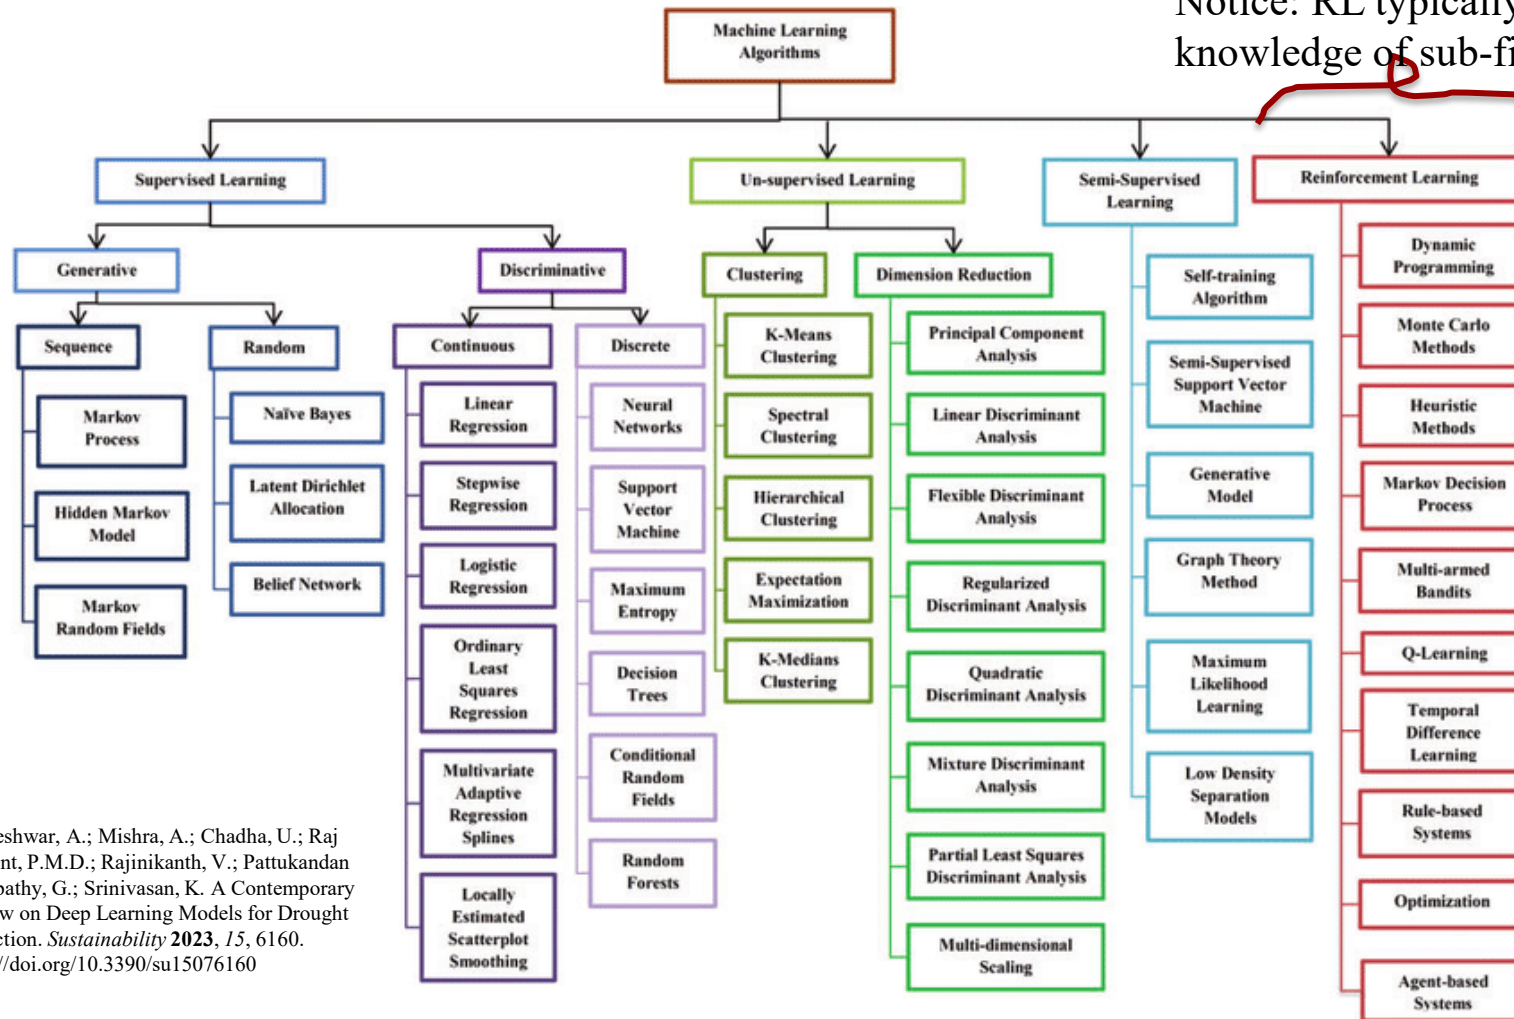 Notice: RL typically
knowledge of sub-fi
Machine Learning
Algorithms
Supervised Learning
Un-supervised Learning
Semi-Supervised
Learning
Reinforcement Learning
Generative
Discriminative
Clustering
Dimension Reduction
Sequence
Random
Continuous
Discrete
Markov
Process
Hidden Markov
Model
Markov
Random Fields
Naïve Bayes
Latent Dirichlet
Allocation
Belief Network
Linear
Regression
Stepwise
Regression
Logistic
Regression
Ordinary
Least
Squares
Regression
Multivariate
Adaptive
Regression
Splines
Locally
Estimated
Scatterplot
Smoothing
Neural
Networks
Support
Vector
Machine
Maximum
Entropy
Decision
Trees
Conditional
Random
Fields
Random
Forests
K-Means
Clustering
Spectral
Clustering
Hierarchical
Clustering
Expectation
Maximization
K-Medians
Clustering
Principal Component
Analysis
Linear Discriminant
Analysis
Flexible Discriminant
Analysis
Regularized
Discriminant Analysis
Quadratic
Discriminant Analysis
Mixture Discriminant
Analysis
Partial Least Squares
Discriminant Analysis
Multi-dimensional
Scaling
Self-training
Algorithm
Semi-Supervised
Support Vector
Machine
Generative
Model
Graph Theory
Method
Maximum
Likelihood
Learning
Low Density
Separation
Models
Dynamic
Programming
Monte Carlo
Methods
Heuristic
Methods
Markov Decision
Process
Multi-armed
Bandits
Q-Learning
Temporal
Difference
Learning
Rule-based
Systems
Optimization
Agent-based
Systems
eshwar, A.; Mishra, A.; Chadha, U.; Raj
nt, P.M.D.; Rajinikanth, V.; Pattukandan
pathy, G.; Srinivasan, K. A Contemporary
w on Deep Learning Models for Drought
ction. Sustainability 2023, 15, 6160.
//doi.org/10.3390/su15076160